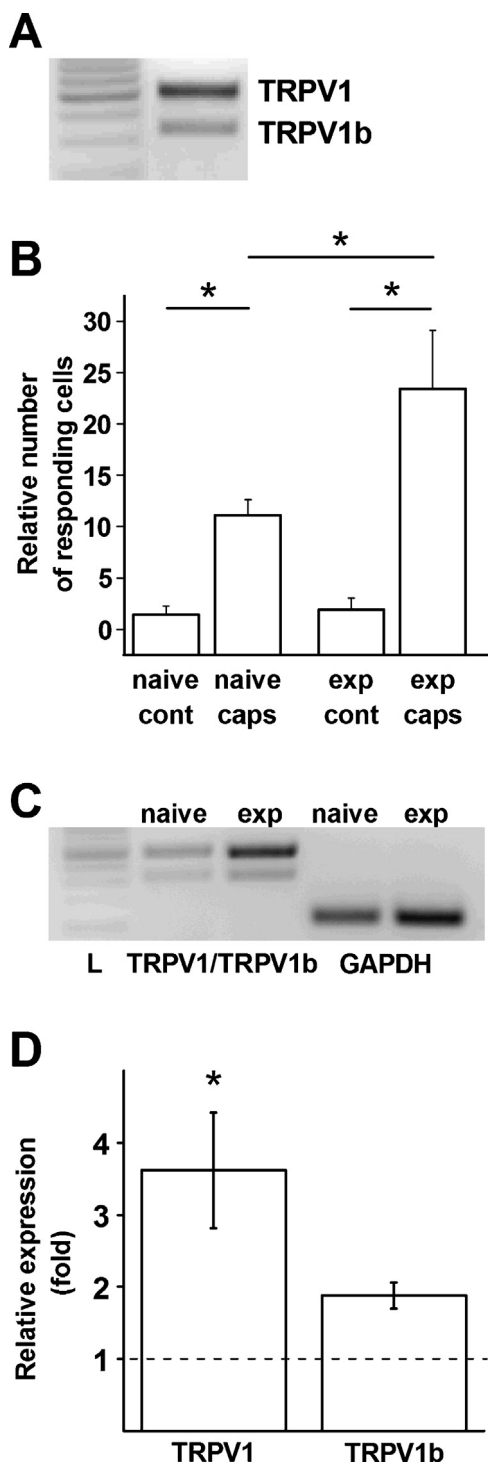 A
TRPV1
TRPV1b
B
*
* *
Relative number
of responding cells
30
25
20
15
10
5
0
naive naive exp exp
cont caps cont caps
C
naive exp naive exp
L TRPV1/TRPV1b GAPDH
D
*
Relative expression
(fold)
4
3
2
1
TRPV1 TRPV1b